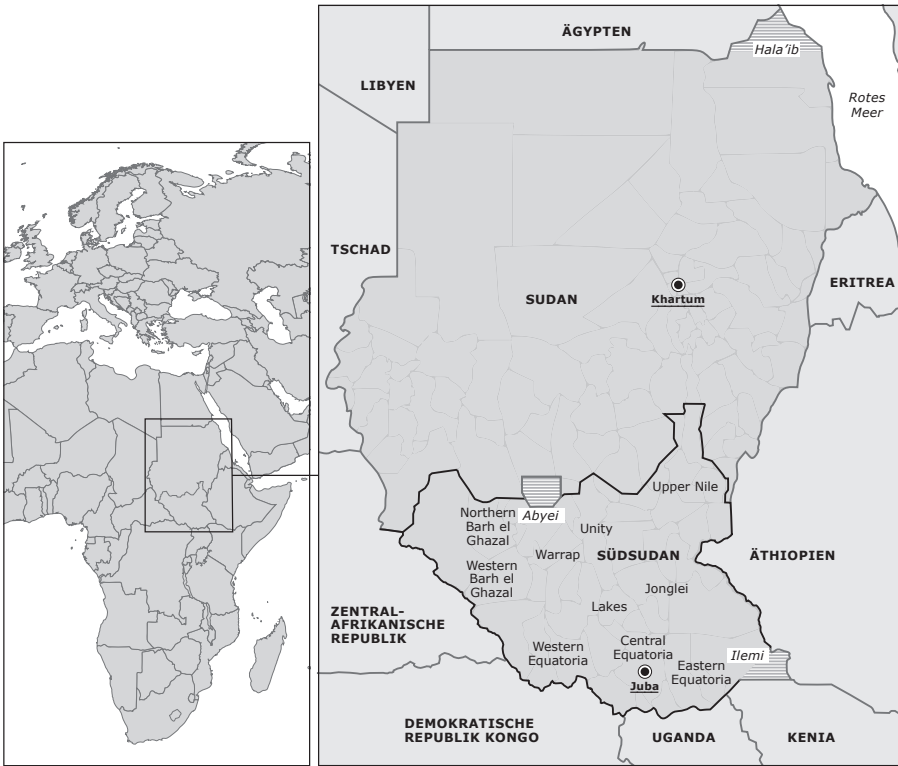 ÄGYPTEN
Hala'ib
LIBYEN
Rotes
Meer
TSCHAD
SUDAN
Khartum
ERITREA
Upper Nile
Northern
Barh el
Ghazal
Abyei
Unity
Warrap
SÜDSUDAN
ÄTHIOPIEN
Western
Barh el
Ghazal
Jonglei
Lakes
ZENTRAL-
AFRIKANISCHE
REPUBLIK
Western
Equatoria
Central
Equatoria
Ilemi
Eastern
Equatoria
Juba
DEMOKRATISCHE
REPUBLIK KONGO
UGANDA
KENIA